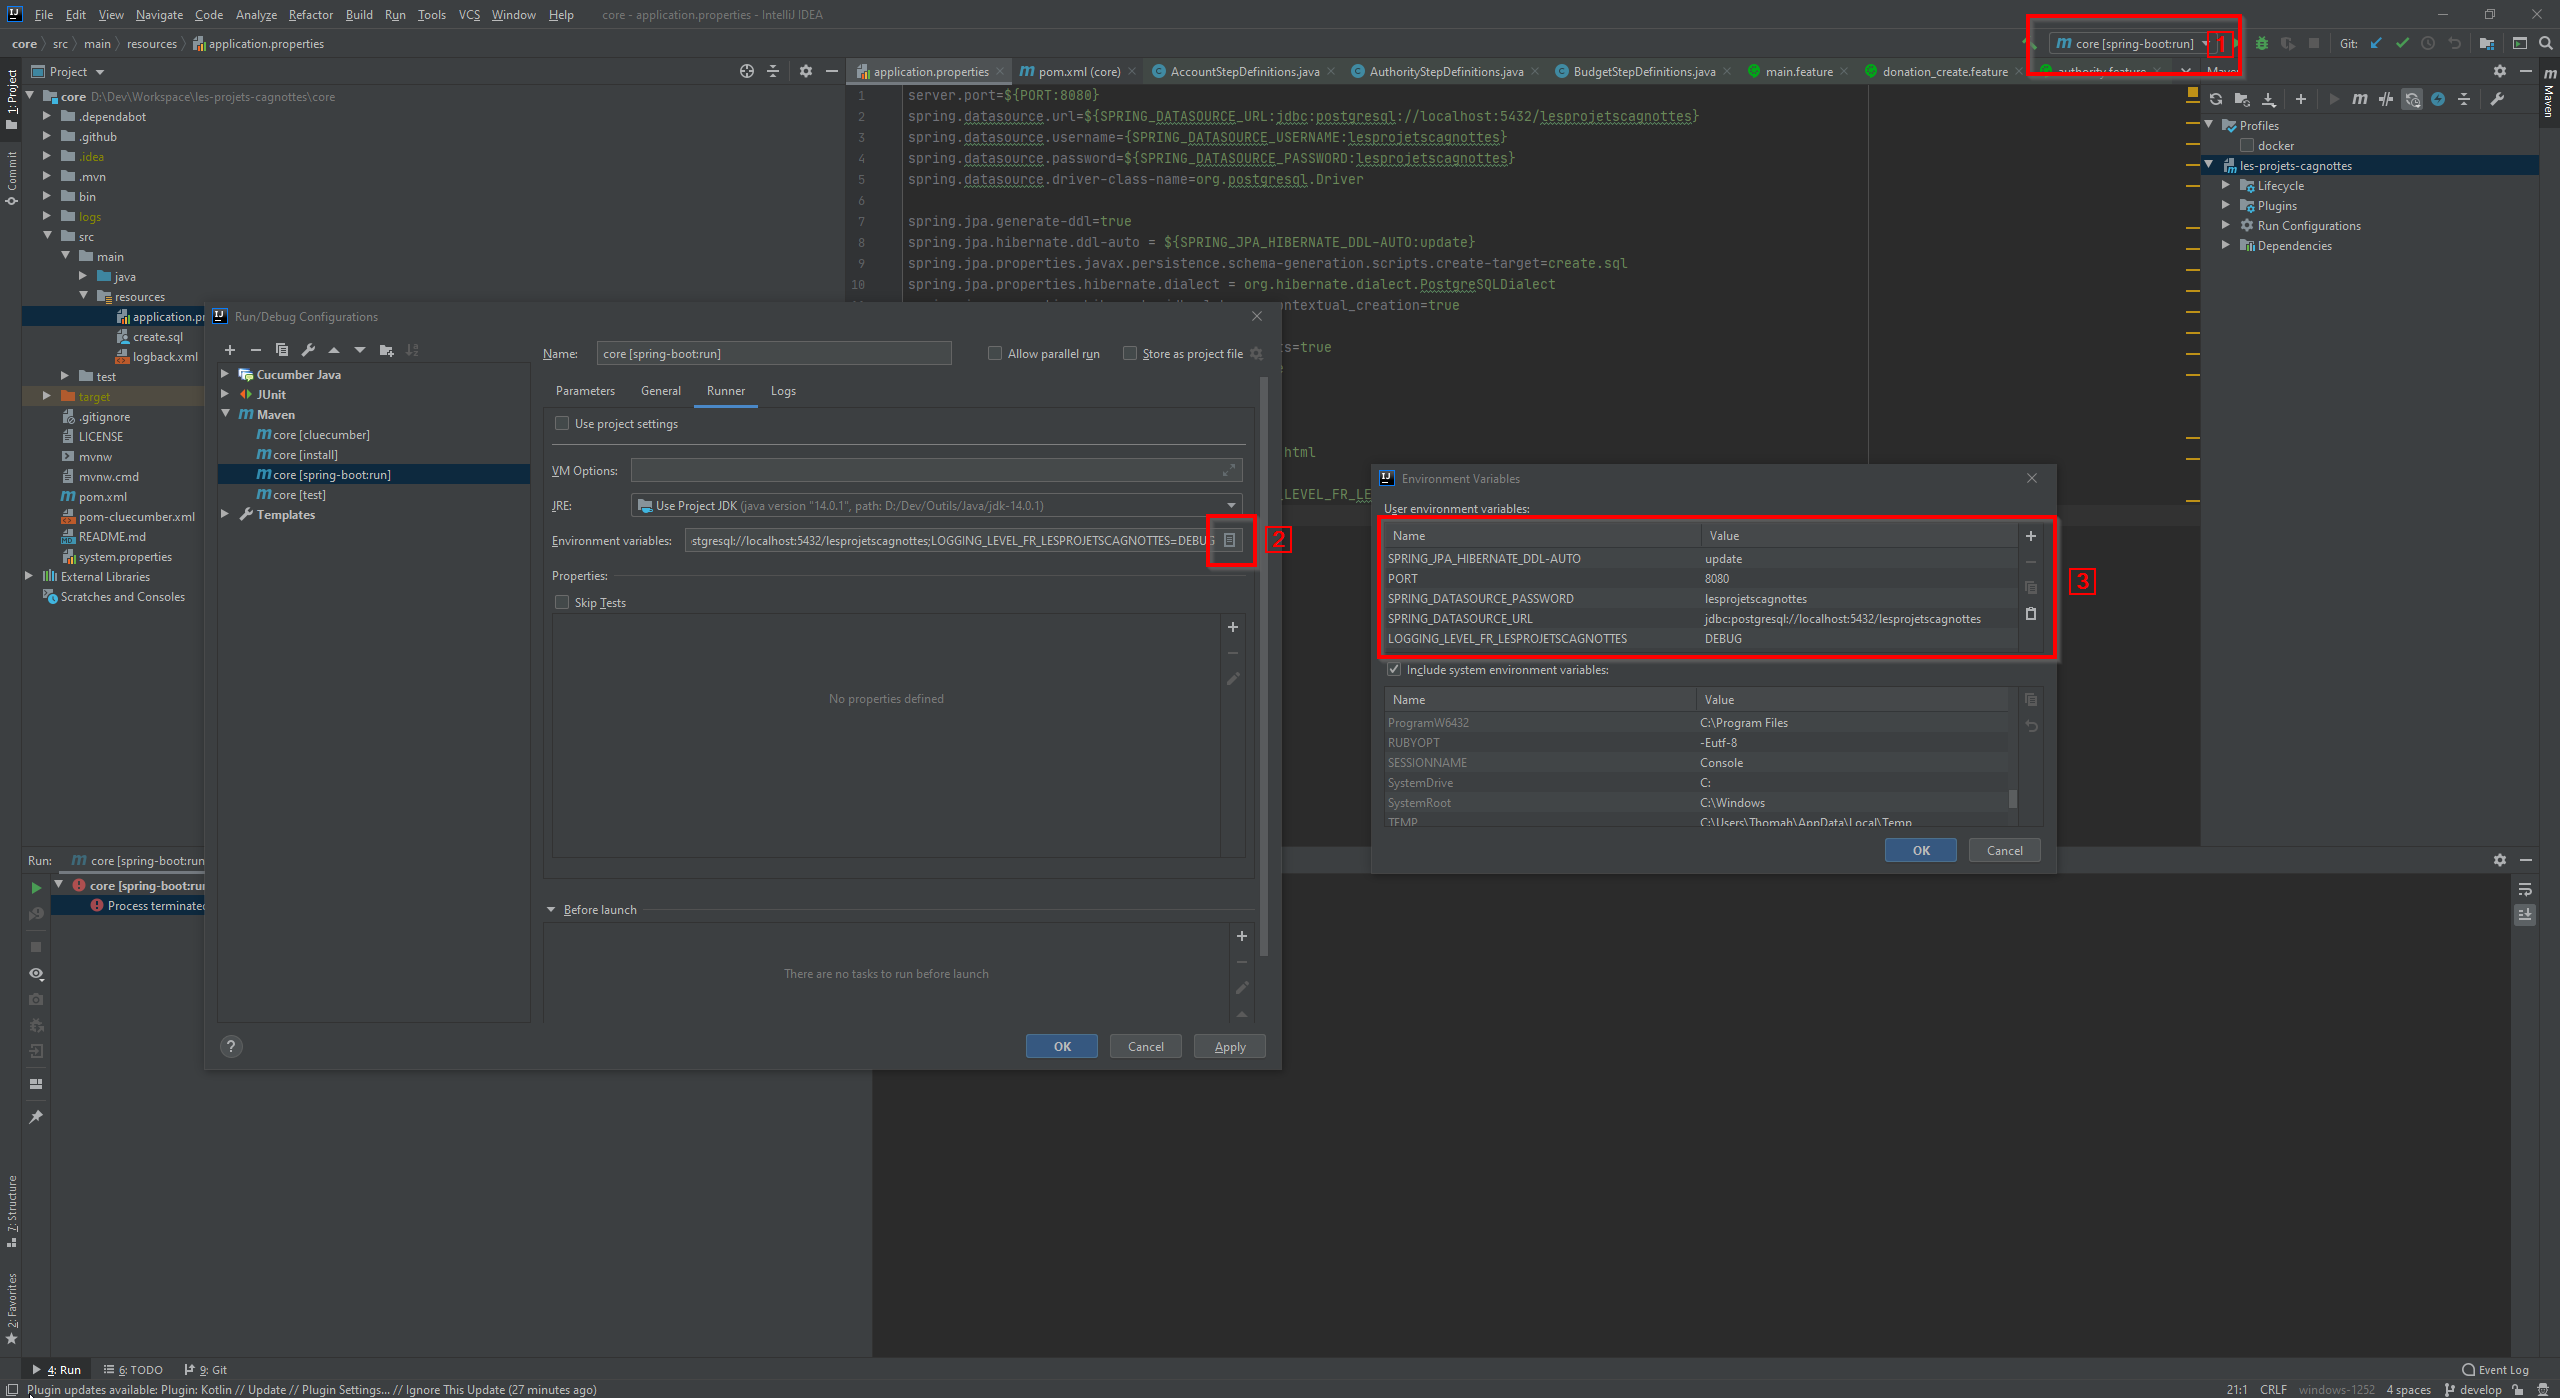 File Edit View Navigate Code Analyze Refactor Build Run Tools VCS Window Help core - application.properties - IntelliJ IDEA
core src main resources application.properties
core [spring-boot:run] 1 Git:
1: Project
Commit
7: Structure
2: Favorites
Project
core D:\Dev\Workspace\les-projets-cagnottes\core
.dependabot
.github
.idea
.mvn
bin
logs
src
main
java
resources
application.pr
create.sql
logback.xml
test
target
.gitignore
LICENSE
mvnw
mvnw.cmd
pom.xml
pom-cluecumber.xml
README.md
system.properties
External Libraries
Scratches and Consoles
application.properties pom.xml (core) AccountStepDefinitions.java AuthorityStepDefinitions.java BudgetStepDefinitions.java main.feature donation_create.feature authority.feature
1 server.port=${PORT:8080}
2 spring.datasource.url=${SPRING_DATASOURCE_URL:jdbc:postgresql://localhost:5432/lesprojetscagnottes}
3 spring.datasource.username={SPRING_DATASOURCE_USERNAME:lesprojetscagnottes}
4 spring.datasource.password=${SPRING_DATASOURCE_PASSWORD:lesprojetscagnottes}
5 spring.datasource.driver-class-name=org.postgresql.Driver
6
7 spring.jpa.generate-ddl=true
8 spring.jpa.hibernate.ddl-auto = ${SPRING_JPA_HIBERNATE_DDL-AUTO:update}
9 spring.jpa.properties.javax.persistence.schema-generation.scripts.create-target=create.sql
10 spring.jpa.properties.hibernate.dialect = org.hibernate.dialect.PostgreSQLDialect
ontextual_creation=true
s=true
html
LEVEL_FR_LE
Maven
Profiles
docker
les-projets-cagnottes
Lifecycle
Plugins
Run Configurations
Dependencies
Maven
Run/Debug Configurations
Cucumber Java
JUnit
Maven
core [cluecumber]
core [install]
core [spring-boot:run]
core [test]
Templates
Name: core [spring-boot:run] Allow parallel run Store as project file
Parameters General Runner Logs
Use project settings
VM Options:
JRE: Use Project JDK (java version "14.0.1", path: D:/Dev/Outils/Java/jdk-14.0.1)
Environment variables: stgresql://localhost:5432/lesprojetscagnottes;LOGGING_LEVEL_FR_LESPROJETSCAGNOTTES=DEBUG 2
Properties:
Skip Tests
No properties defined
Before launch
There are no tasks to run before launch
? OK Cancel Apply
Environment Variables
User environment variables:
Name Value
SPRING_JPA_HIBERNATE_DDL-AUTO update
PORT 8080
SPRING_DATASOURCE_PASSWORD lesprojetscagnottes
SPRING_DATASOURCE_URL jdbc:postgresql://localhost:5432/lesprojetscagnottes
LOGGING_LEVEL_FR_LESPROJETSCAGNOTTES DEBUG
3
Include system environment variables:
Name Value
ProgramW6432 C:\Program Files
RUBYOPT -Eutf-8
SESSIONNAME Console
SystemDrive C:
SystemRoot C:\Windows
TEMP C:\Users\Thomah\AppData\Local\Temp
OK Cancel
Run: core [spring-boot:run
core [spring-boot:rur
Process terminated
4: Run 6: TODO 9: Git Event Log
Plugin updates available: Plugin: Kotlin // Update // Plugin Settings... // Ignore This Update (27 minutes ago) 21:1 CRLF windows-1252 4 spaces develop